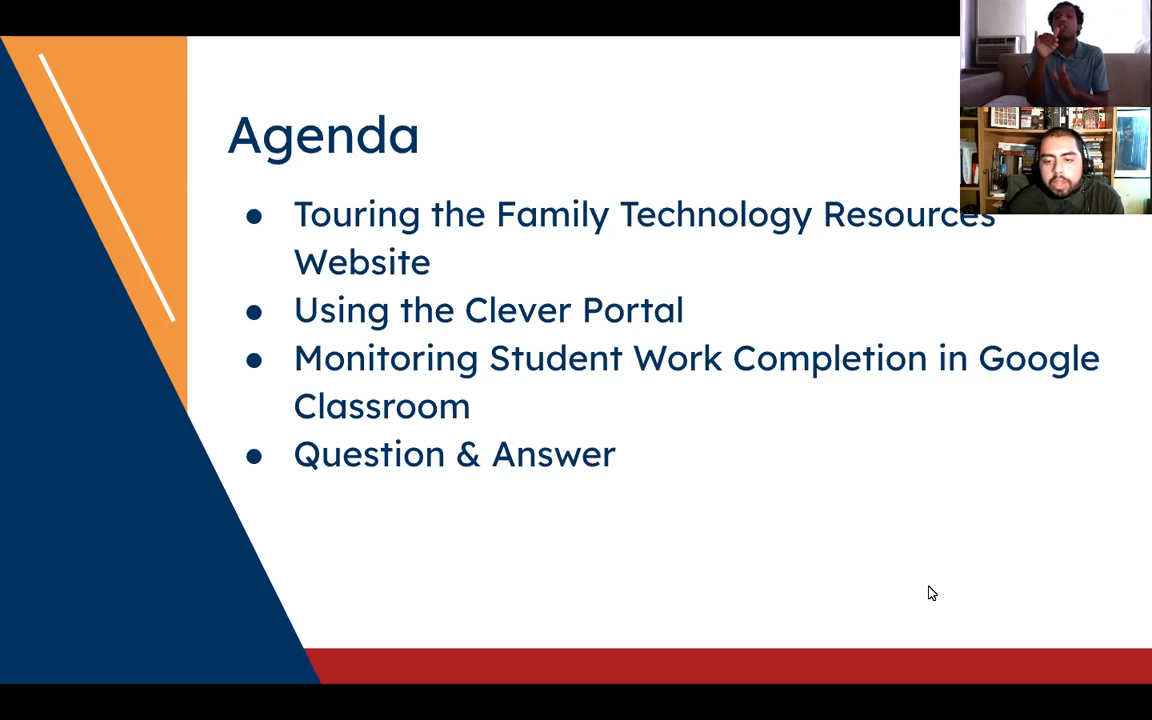 Agenda
● Touring the Family Technology Resources
Website
● Using the Clever Portal
● Monitoring Student Work Completion in Google
Classroom
● Question & Answer